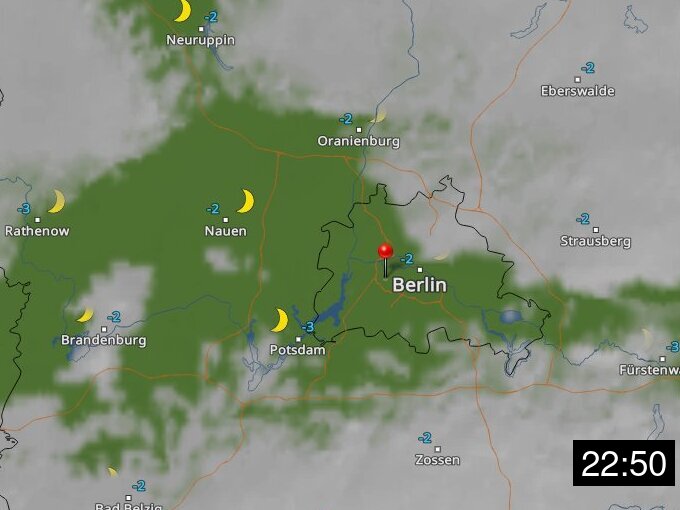 -2
Neuruppin
-2
Eberswalde
-2
Oranienburg
-3
Rathenow
-2
Nauen
-2
Strausberg
-2
Berlin
-2
Brandenburg
-3
Potsdam
-3
Fürstenwa
-2
Zossen
22:50
-2
Bad Belzig